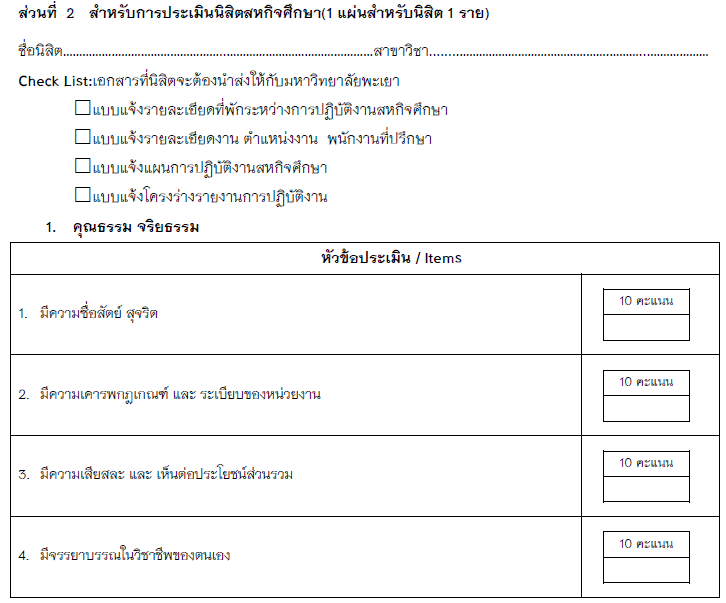 ส่วนที่ 2 สำหรับการประเมินนิสิตสหกิจศึกษา(1 แผ่นสำหรับนิสิต 1 ราย)
ชื่อนิสิต................................................................................................สาขาวิชา................................................................................
Check List:เอกสารที่นิสิตจะต้องนำส่งให้กับมหาวิทยาลัยพะเยา
☐แบบแจ้งรายละเอียดที่พักระหว่างการปฏิบัติงานสหกิจศึกษา
☐แบบแจ้งรายละเอียดงาน ตำแหน่งงาน พนักงานที่ปรึกษา
☐แบบแจ้งแผนการปฏิบัติงานสหกิจศึกษา
☐แบบแจ้งโครงร่างรายงานการปฏิบัติงาน
1. คุณธรรม จริยธรรม
หัวข้อประเมิน / Items
1. มีความซื่อสัตย์ สุจริต
10 คะแนน
2. มีความเคารพกฎเกณฑ์ และ ระเบียบของหน่วยงาน
10 คะแนน
3. มีความเสียสละ และ เห็นต่อประโยชน์ส่วนรวม
10 คะแนน
4. มีจรรยาบรรณในวิชาชีพของตนเอง
10 คะแนน